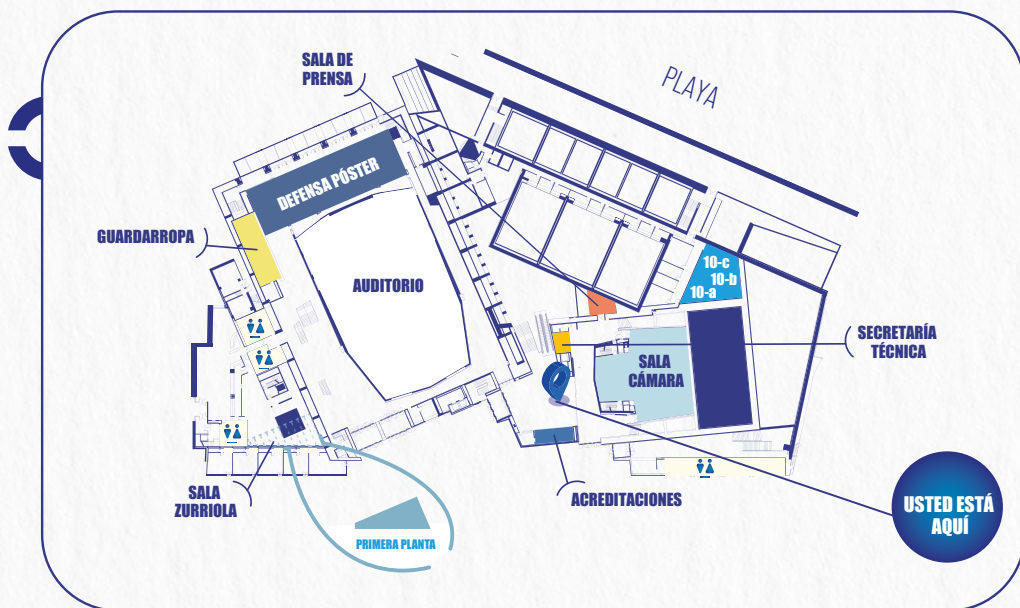 SALA DE
PRENSA
PLAYA
DEFENSA PÓSTER
GUARDARROPA
AUDITORIO
10-c
10-b
10-a
SECRETARÍA
TÉCNICA
SALA
CÁMARA
SALA
ZURRIOLA
ACREDITACIONES
USTED ESTÁ
AQUÍ
PRIMERA PLANTA